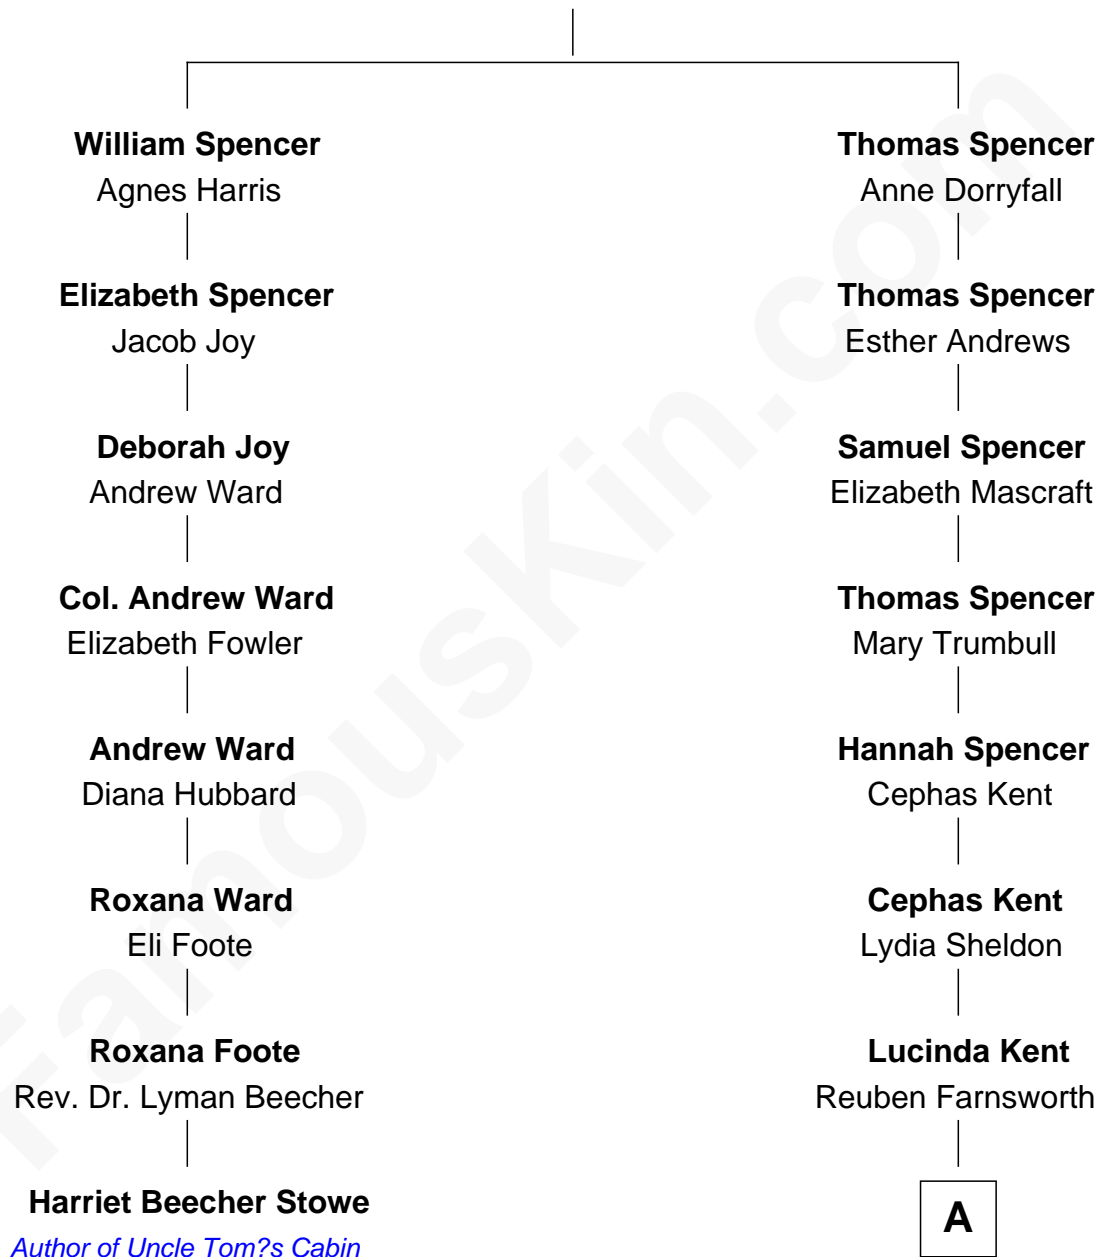 William Spencer
Agnes Harris
Thomas Spencer
Anne Dorryfall
Elizabeth Spencer
Jacob Joy
Thomas Spencer
Esther Andrews
Deborah Joy
Andrew Ward
Samuel Spencer
Elizabeth Mascraft
Col. Andrew Ward
Elizabeth Fowler
Thomas Spencer
Mary Trumbull
Andrew Ward
Diana Hubbard
Hannah Spencer
Cephas Kent
Roxana Ward
Eli Foote
Cephas Kent
Lydia Sheldon
Roxana Foote
Rev. Dr. Lyman Beecher
Lucinda Kent
Reuben Farnsworth
Harriet Beecher Stowe
Author of Uncle Tom?s Cabin
A
FamousKin.com